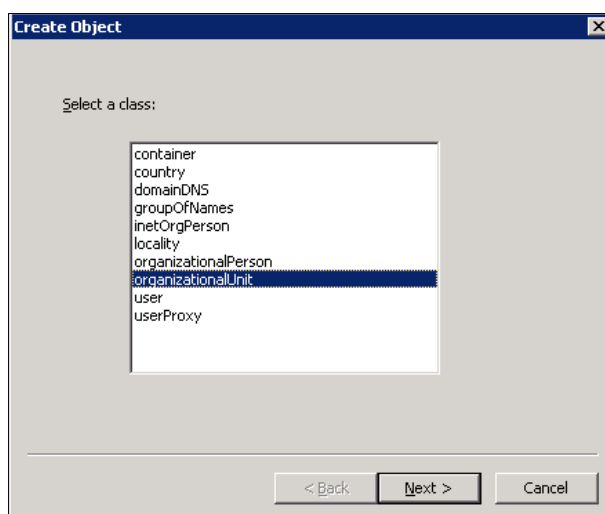 Create Object
Select a class:
container
country
domainDNS
groupOfNames
inetOrgPerson
locality
organizationalPerson
organizationalUnit
user
userProxy
< Back
Next >
Cancel